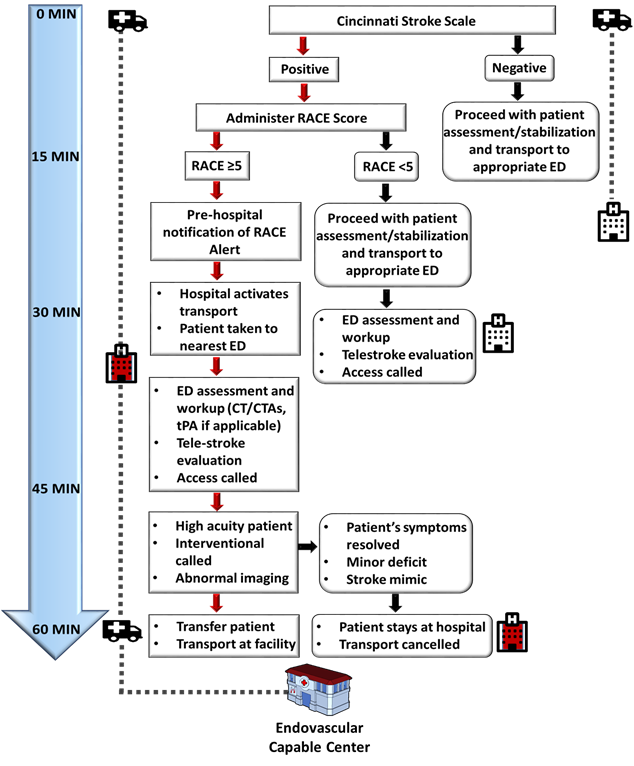 0 MIN
Cincinnati Stroke Scale
Positive
Negative
Administer RACE Score
Proceed with patient
assessment/stabilization
and transport to
appropriate ED
15 MIN
RACE ≥5
RACE <5
Pre-hospital
notification of RACE
Alert
Proceed with patient
assessment/stabilization
and transport to
appropriate ED
30 MIN
• Hospital activates
transport
• Patient taken to
nearest ED
• ED assessment and
workup
• Telestroke evaluation
• Access called
H
H
H
• ED assessment and
workup (CT/CTAs,
tPA if applicable)
• Tele-stroke
evaluation
• Access called
45 MIN
• High acuity patient
• Interventional
called
• Abnormal imaging
• Patient's symptoms
resolved
• Minor deficit
• Stroke mimic
60 MIN
• Transfer patient
• Transport at facility
• Patient stays at hospital
• Transport cancelled
H
Endovascular
Capable Center